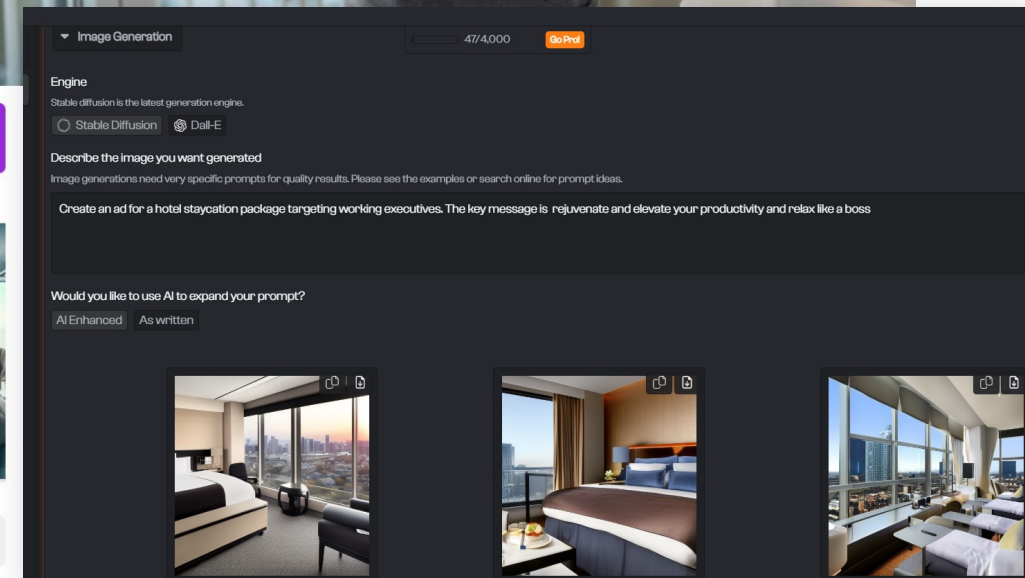 Image Generation
47/4,000
Go Pro!
Engine
Stable diffusion is the latest generation engine.
Stable Diffusion
Dall-E
Describe the image you want generated
Image generations need very specific prompts for quality results. Please see the examples or search online for prompt ideas.
Create an ad for a hotel staycation package targeting working executives. The key message is rejuvenate and elevate your productivity and relax like a boss
Would you like to use AI to expand your prompt?
AI Enhanced
As written